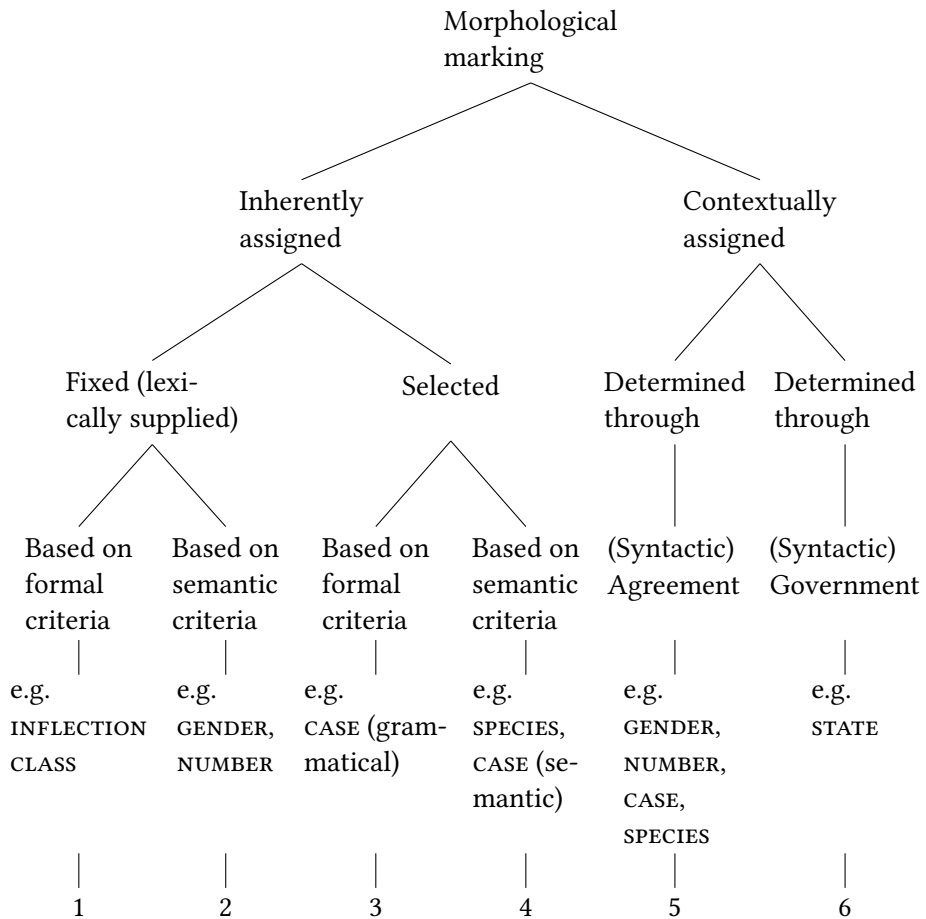 Morphological
marking
Inherently
assigned
Contextually
assigned
Fixed (lexi-
cally supplied)
Selected
Determined
through
Determined
through
Based on
formal
criteria
Based on
semantic
criteria
Based on
formal
criteria
Based on
semantic
criteria
(Syntactic)
Agreement
(Syntactic)
Government
e.g.
INFLECTION
CLASS
e.g.
GENDER,
NUMBER
e.g.
CASE (gram-
matical)
e.g.
SPECIES,
CASE (se-
mantic)
e.g.
GENDER,
NUMBER,
CASE,
SPECIES
e.g.
STATE
1
2
3
4
5
6